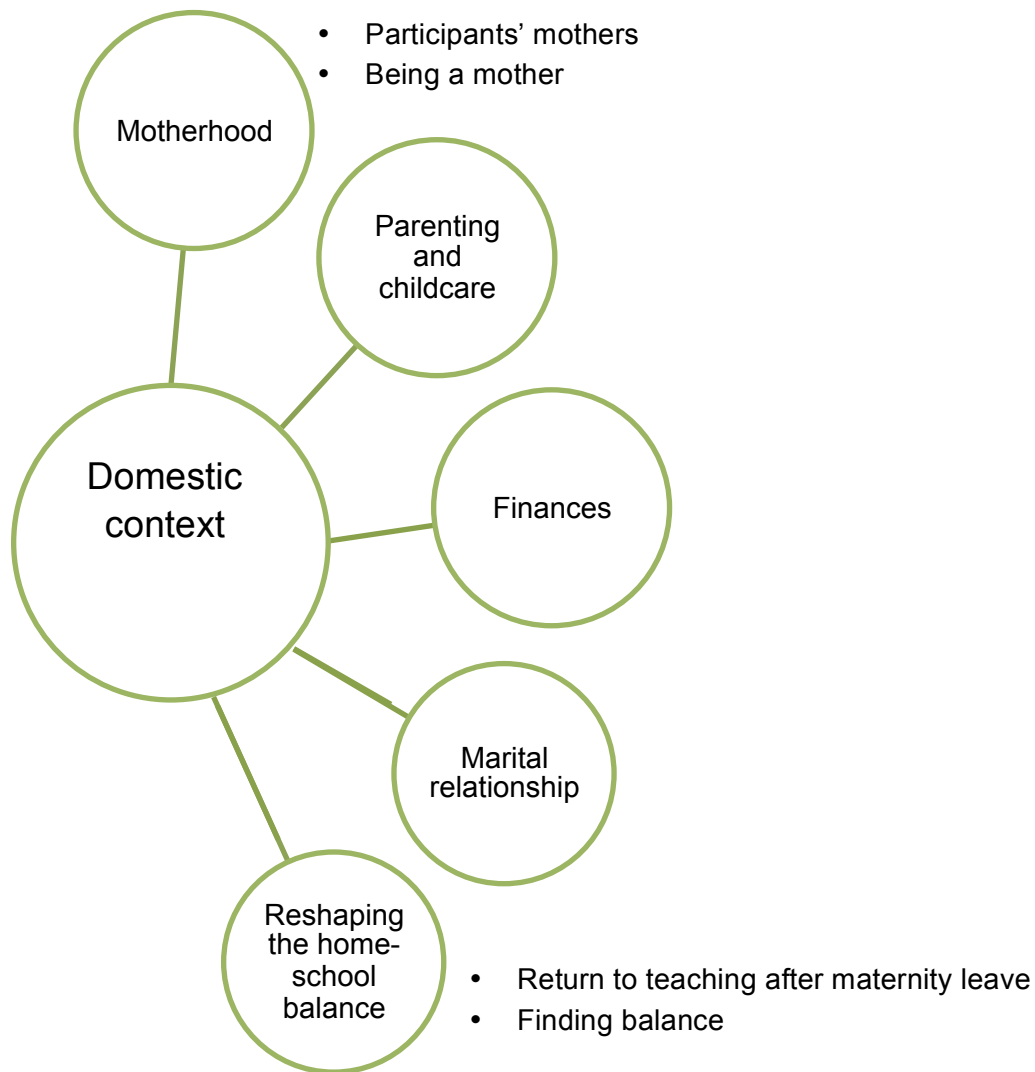 • Participants’ mothers
• Being a mother
Motherhood
Parenting
and
childcare
Domestic
context
Finances
Marital
relationship
Reshaping
the home-
school
balance
• Return to teaching after maternity leave
• Finding balance